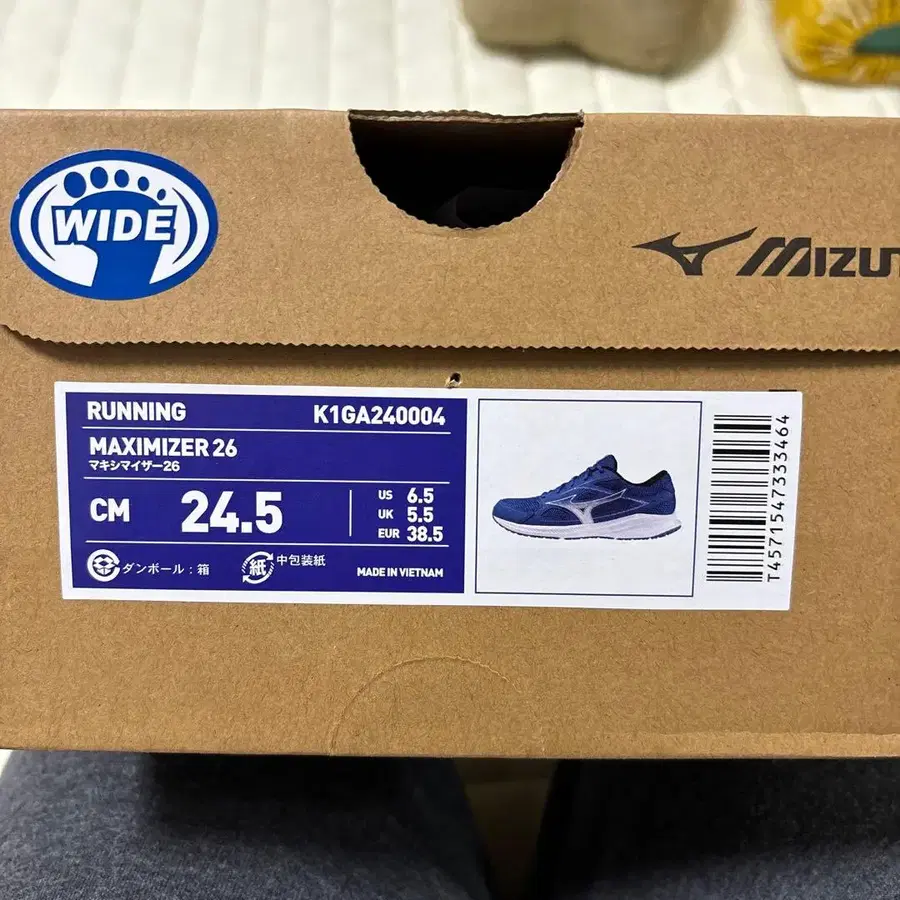 WIDE
MIZU
RUNNING K1GA240004
MAXIMIZER 26
マキシマイザー26
CM 24.5
US 6.5
UK 5.5
EUR 38.5
ダンボール:箱
紙 中包装紙
MADE IN VIETNAM
T4571547333464